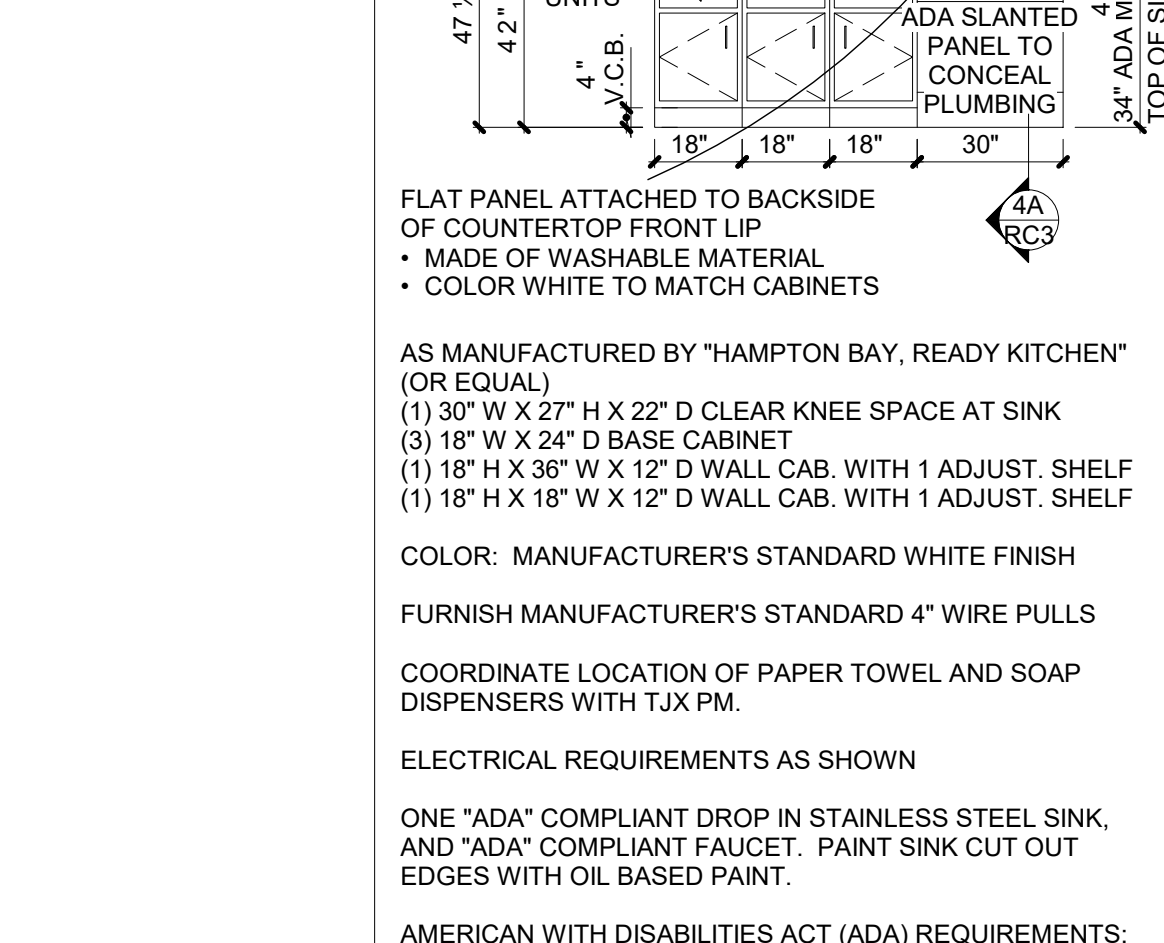 47
42"
UNITS
4"
V.C.B.
ADA SLANTED
PANEL TO
CONCEAL
PLUMBING
34" ADA
TOP OF
18"
18"
18"
30"
4A
RC3
FLAT PANEL ATTACHED TO BACKSIDE
OF COUNTERTOP FRONT LIP
• MADE OF WASHABLE MATERIAL
• COLOR WHITE TO MATCH CABINETS
AS MANUFACTURED BY "HAMPTON BAY, READY KITCHEN"
(OR EQUAL)
(1) 30" W X 27" H X 22" D CLEAR KNEE SPACE AT SINK
(3) 18" W X 24" D BASE CABINET
(1) 18" H X 36" W X 12" D WALL CAB. WITH 1 ADJUST. SHELF
(1) 18" H X 18" W X 12" D WALL CAB. WITH 1 ADJUST. SHELF
COLOR: MANUFACTURER'S STANDARD WHITE FINISH
FURNISH MANUFACTURER'S STANDARD 4" WIRE PULLS
COORDINATE LOCATION OF PAPER TOWEL AND SOAP
DISPENSERS WITH TJX PM.
ELECTRICAL REQUIREMENTS AS SHOWN
ONE "ADA" COMPLIANT DROP IN STAINLESS STEEL SINK,
AND "ADA" COMPLIANT FAUCET. PAINT SINK CUT OUT
EDGES WITH OIL BASED PAINT.
AMERICAN WITH DISABILITIES ACT (ADA) REQUIREMENTS: